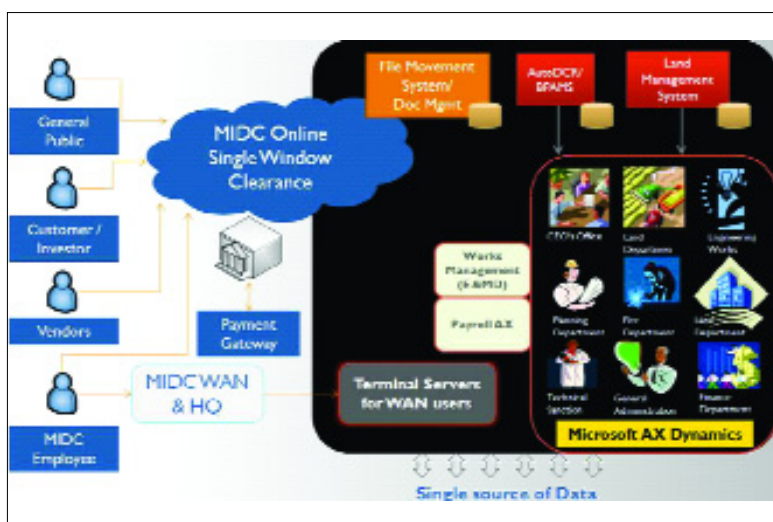 General
Public
Customer /
Investor
Vendors
MIDC
Employee
MIDC Online
Single Window
Clearance
Payment
Gateway
MIDC WAN
& HO
File Movement
System/
Doc Mgmt
AutoDCR/
BPAMS
Land
Management
System
CEO's Office
Land
Department
Engineering
Works
Works
Management
(E&MD)
Payroll AX
Planning
Department
Fire
Department
Land
Department
Technical
Sanction
General
Administration
Finance
Department
Terminal Servers
for WAN users
Microsoft AX Dynamics
Single source of Data